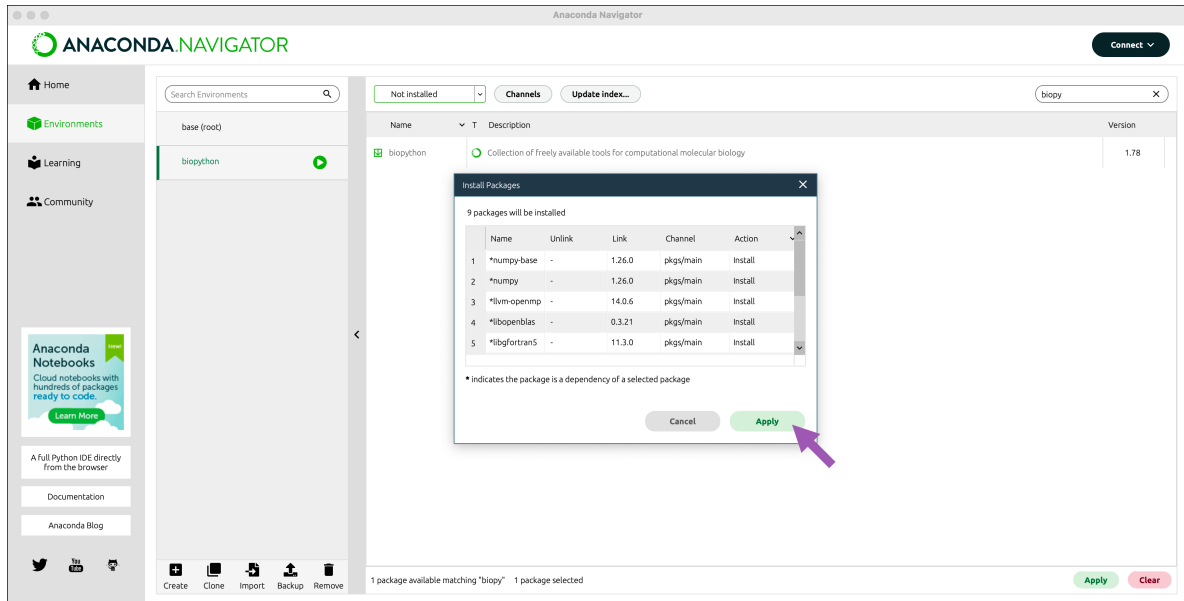 Anaconda Navigator
ANACONDA.NAVIGATOR
Connect
Home
Environments
Learning
Community
Anaconda
Notebooks
New!
Cloud notebooks with
hundreds of packages
ready to code.
Learn More
A full Python IDE directly
from the browser
Documentation
Anaconda Blog
You
Tube
Search Environments
base (root)
biopython
Create Clone Import Backup Remove
Not installed Channels Update index... biopy
Name T Description Version
biopython Collection of freely available tools for computational molecular biology 1.78
Install Packages
9 packages will be installed
Name Unlink Link Channel Action
1 *numpy-base - 1.26.0 pkgs/main Install
2 *numpy - 1.26.0 pkgs/main Install
3 *llvm-openmp - 14.0.6 pkgs/main Install
4 *libopenblas - 0.3.21 pkgs/main Install
5 *libgfortran5 - 11.3.0 pkgs/main Install
* indicates the package is a dependency of a selected package
Cancel Apply
1 package available matching "biopy" 1 package selected
Apply Clear